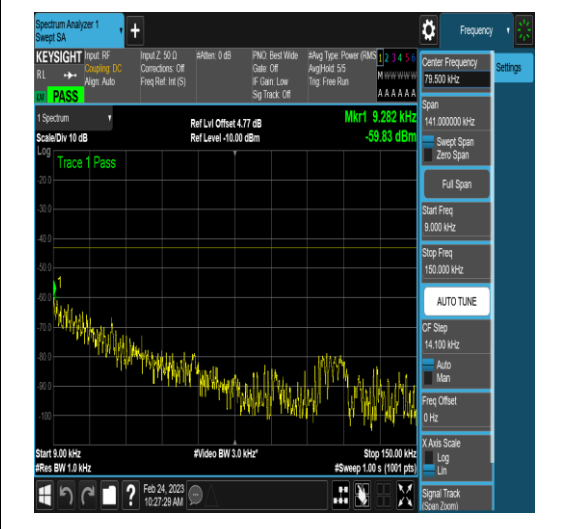 Spectrum Analyzer 1
Swept SA
+
Frequency
KEYSIGHT
RL
LXI
PASS
Input: RF
Coupling: DC
Align: Auto
Input Z: 50 Ω
Corrections: Off
Freq Ref: Int (S)
#Atten: 0 dB
PNO: Best Wide
Gate: Off
IF Gain: Low
Sig Track: Off
#Avg Type: Power (RMS
Avg|Hold: 5/5
Trig: Free Run
1 2 3 4 5 6
M W W W W W
A A A A A A
1 Spectrum
Scale/Div 10 dB
Ref Lvl Offset 4.77 dB
Ref Level -10.00 dBm
Mkr1 9.282 kHz
-59.83 dBm
Log
Trace 1 Pass
1
-20.0
-30.0
-40.0
-50.0
-60.0
-70.0
-80.0
-90.0
-100
Start 9.00 kHz
#Res BW 1.0 kHz
#Video BW 3.0 kHz*
Stop 150.00 kHz
#Sweep 1.00 s (1001 pts)
?
Feb 24, 2023
10:27:29 AM
Center Frequency
79.500 kHz
Settings
Span
141.000000 kHz
Swept Span
Zero Span
Full Span
Start Freq
9.000 kHz
Stop Freq
150.000 kHz
AUTO TUNE
CF Step
14.100 kHz
Auto
Man
Freq Offset
0 Hz
X Axis Scale
Log
Lin
Signal Track
(Span Zoom)